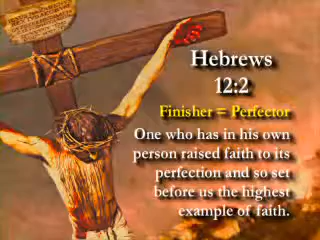 Hebrews
12:2
Finisher = Perfector
One who has in his own
person raised faith to its
perfection and so set
before us the highest
example of faith.